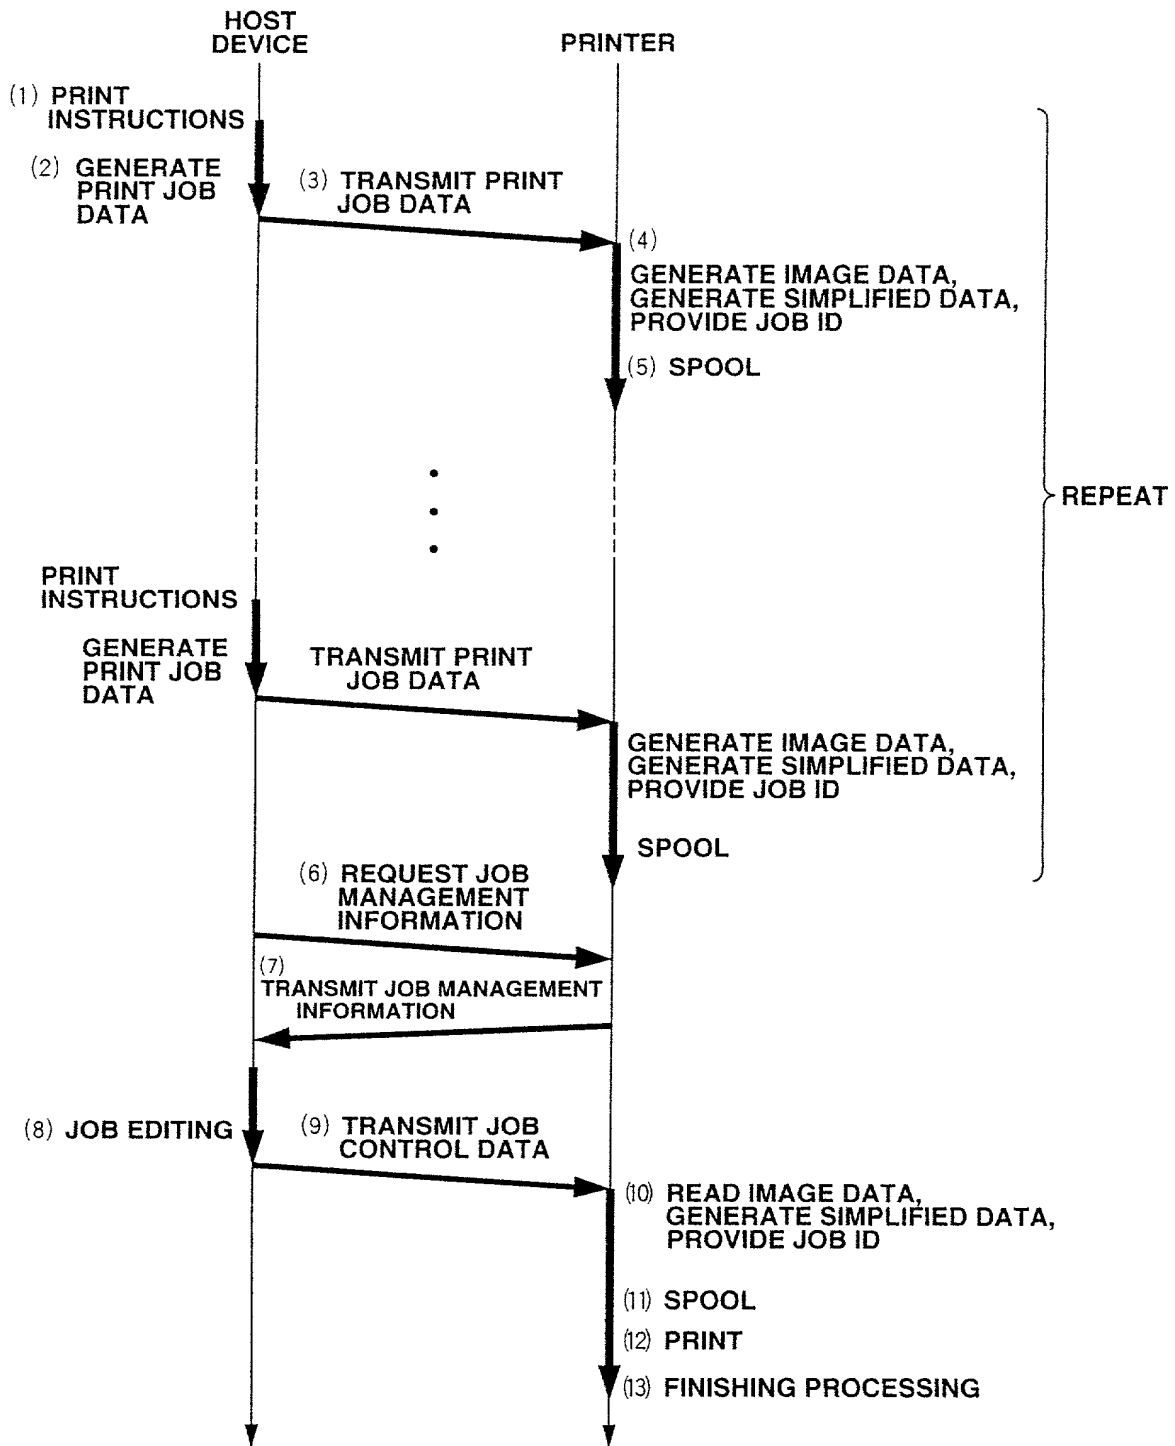 HOST
DEVICE
PRINTER
(1) PRINT
INSTRUCTIONS
(2) GENERATE
PRINT JOB
DATA
(3) TRANSMIT PRINT
JOB DATA
(4)
GENERATE IMAGE DATA,
GENERATE SIMPLIFIED DATA,
PROVIDE JOB ID
(5) SPOOL
REPEAT
PRINT
INSTRUCTIONS
GENERATE
PRINT JOB
DATA
TRANSMIT PRINT
JOB DATA
GENERATE IMAGE DATA,
GENERATE SIMPLIFIED DATA,
PROVIDE JOB ID
SPOOL
(6) REQUEST JOB
MANAGEMENT
INFORMATION
(7)
TRANSMIT JOB MANAGEMENT
INFORMATION
(8) JOB EDITING
(9) TRANSMIT JOB
CONTROL DATA
(10) READ IMAGE DATA,
GENERATE SIMPLIFIED DATA,
PROVIDE JOB ID
(11) SPOOL
(12) PRINT
(13) FINISHING PROCESSING